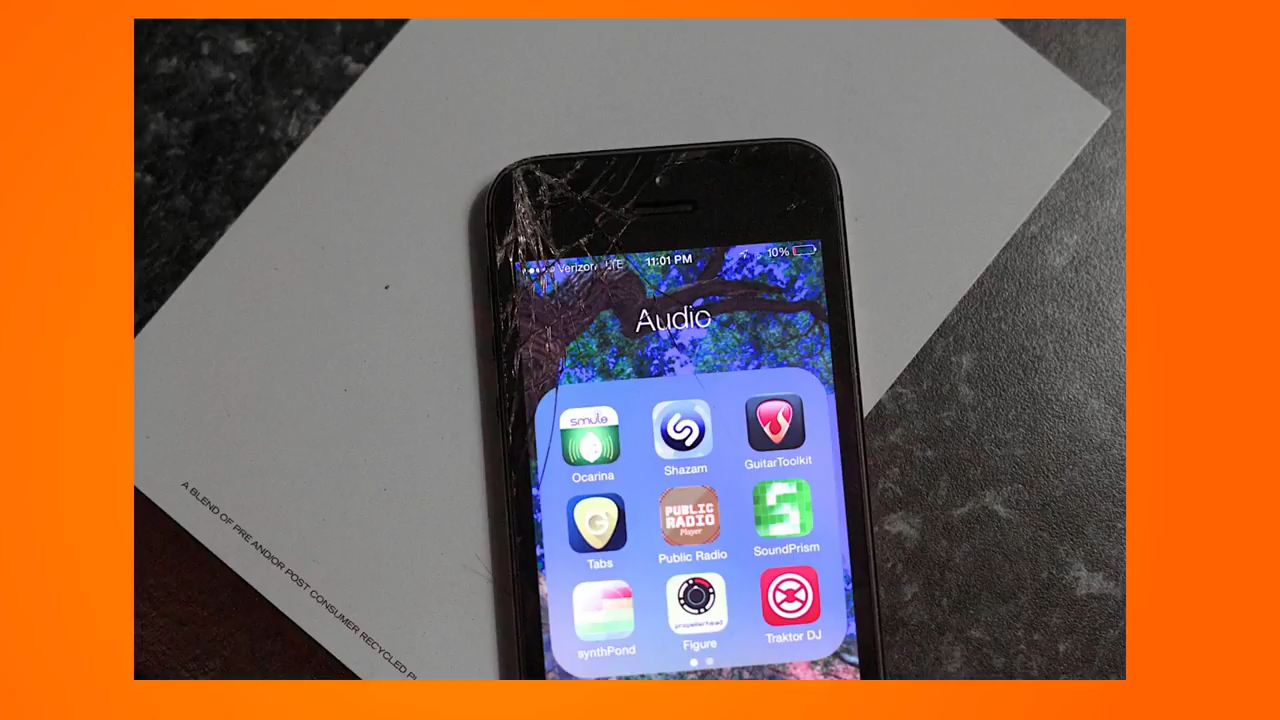 Verizon LTE 11:01 PM 10%
Audio
smule
Ocarina
Shazam
GuitarToolkit
G
Tabs
PUBLIC
RADIO
Player
Public Radio
S
SoundPrism
synthPond
propellerhead
Figure
Traktor DJ
A BLEND OF PRE AND/OR POST CONSUMER RECYCLED